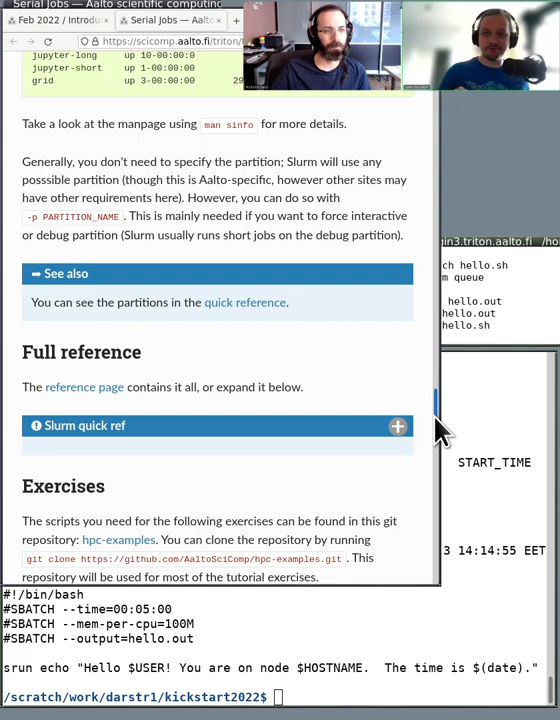 Serial Jobs — Aalto scientific computing
Feb 2022 / Introdu
Serial Jobs — Aalto
https://scicomp.aalto.fi/triton/
jupyter-long up 10-00:00:0
jupyter-short up 1-00:00:00
grid up 3-00:00:00 29
Take a look at the manpage using man sinfo for more details.
Generally, you don't need to specify the partition; Slurm will use any
posssible partition (though this is Aalto-specific, however other sites may
have other requirements here). However, you can do so with
-p PARTITION_NAME . This is mainly needed if you want to force interactive
or debug partition (Slurm usually runs short jobs on the debug partition).
See also
You can see the partitions in the quick reference.
Full reference
The reference page contains it all, or expand it below.
Slurm quick ref
Exercises
The scripts you need for the following exercises can be found in this git
repository: hpc-examples. You can clone the repository by running
git clone https://github.com/AaltoSciComp/hpc-examples.git . This
repository will be used for most of the tutorial exercises.
gin3.triton.aalto.fi /ho
ch hello.sh
m queue
hello.out
hello.out
hello.sh
START_TIME
3 14:14:55 EET
#!/bin/bash
#SBATCH --time=00:05:00
#SBATCH --mem-per-cpu=100M
#SBATCH --output=hello.out
srun echo "Hello $USER! You are on node $HOSTNAME.  The time is $(date)."
/scratch/work/darstr1/kickstart2022$